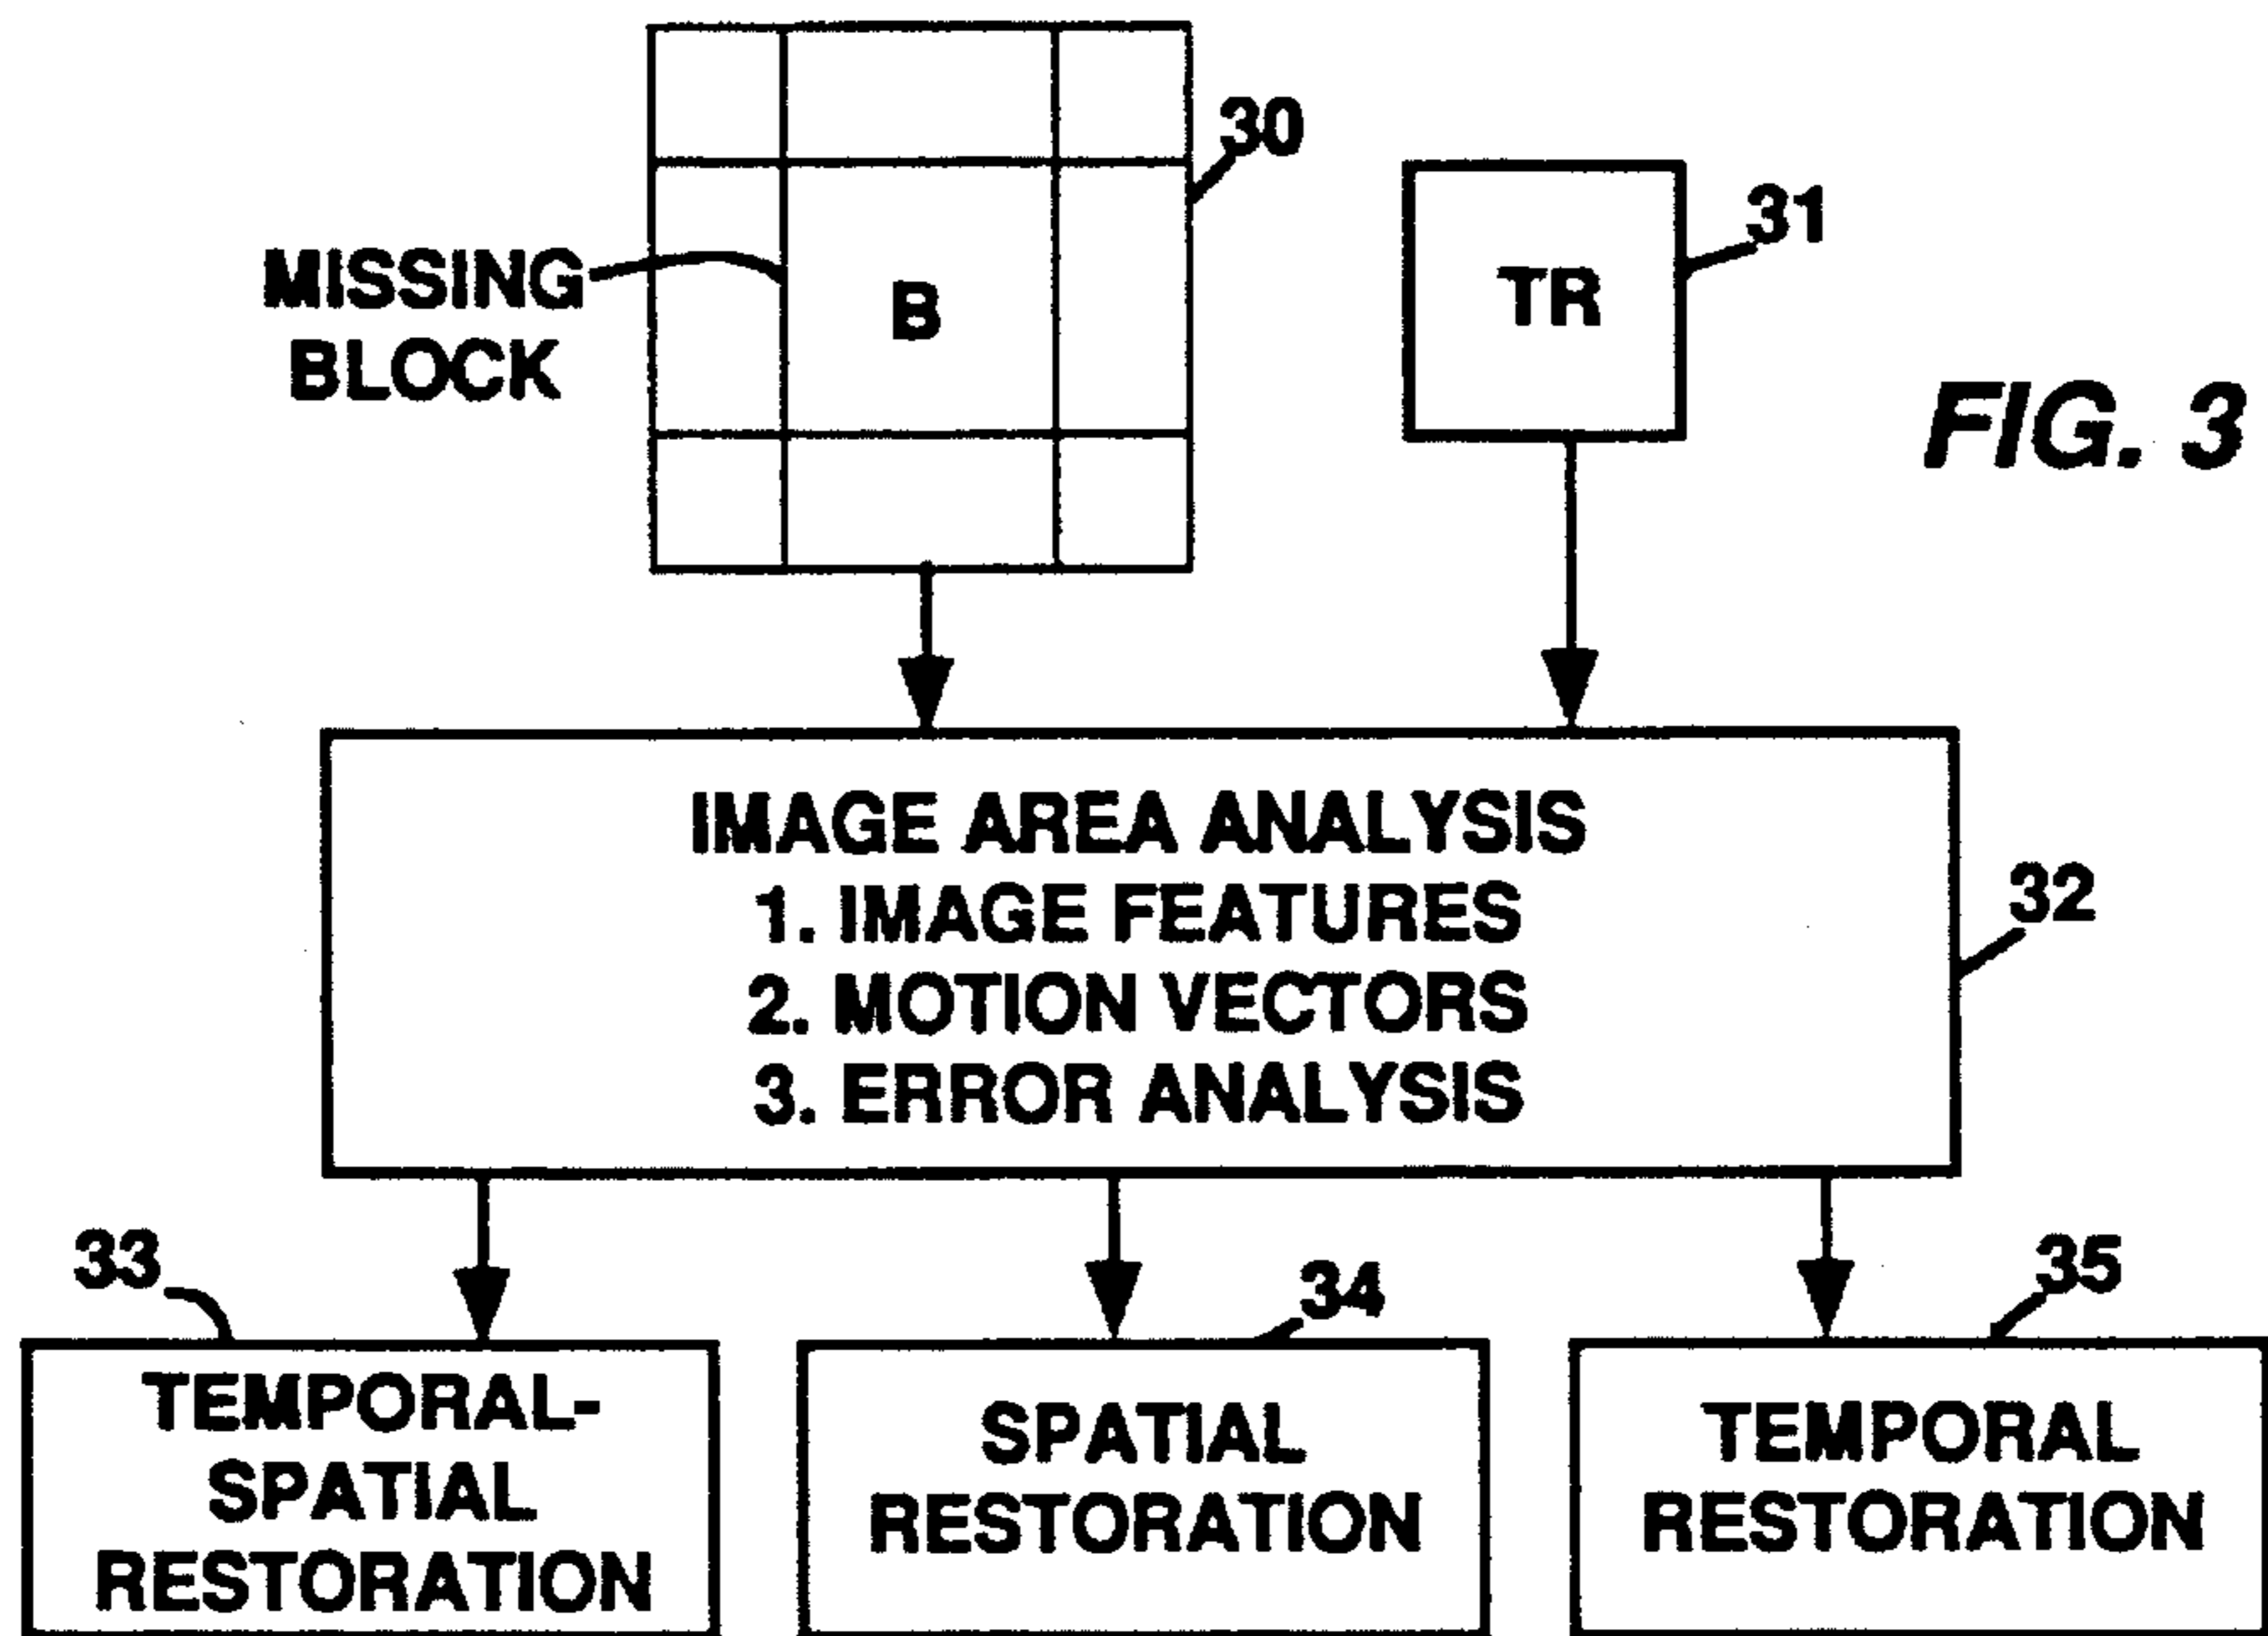 30
31
MISSING
BLOCK
B
TR
FIG. 3
IMAGE AREA ANALYSIS
1. IMAGE FEATURES
2. MOTION VECTORS
3. ERROR ANALYSIS
32
33
34
35
TEMPORAL-
SPATIAL
RESTORATION
SPATIAL
RESTORATION
TEMPORAL
RESTORATION